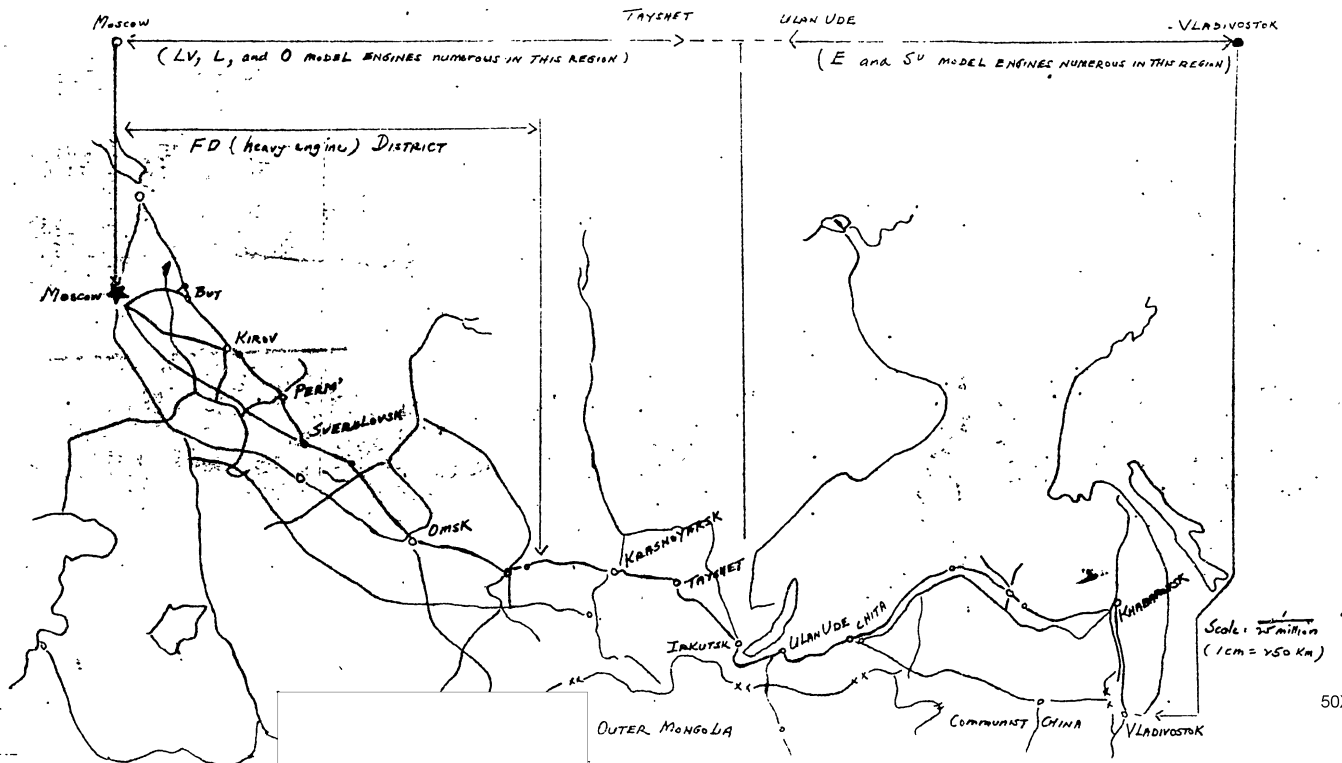 Moscow
TAYSHET
ULAN UDE
VLADIVOSTOK
(LV, L, and O MODEL ENGINES NUMEROUS IN THIS REGION)
(E and SU MODEL ENGINES NUMEROUS IN THIS REGION)
FD (heavy engine) DISTRICT
Moscow
BUY
KIROV
PERM'
SVERDLOVSK
OMSK
KRASNOYARSK
TAYSHET
IRKUTSK
ULAN UDE
CHITA
KHABAROVSK
Scale: 1/25 million
(1cm = 250 Km)
OUTER MONGOLIA
COMMUNIST CHINA
VLADIVOSTOK
50X